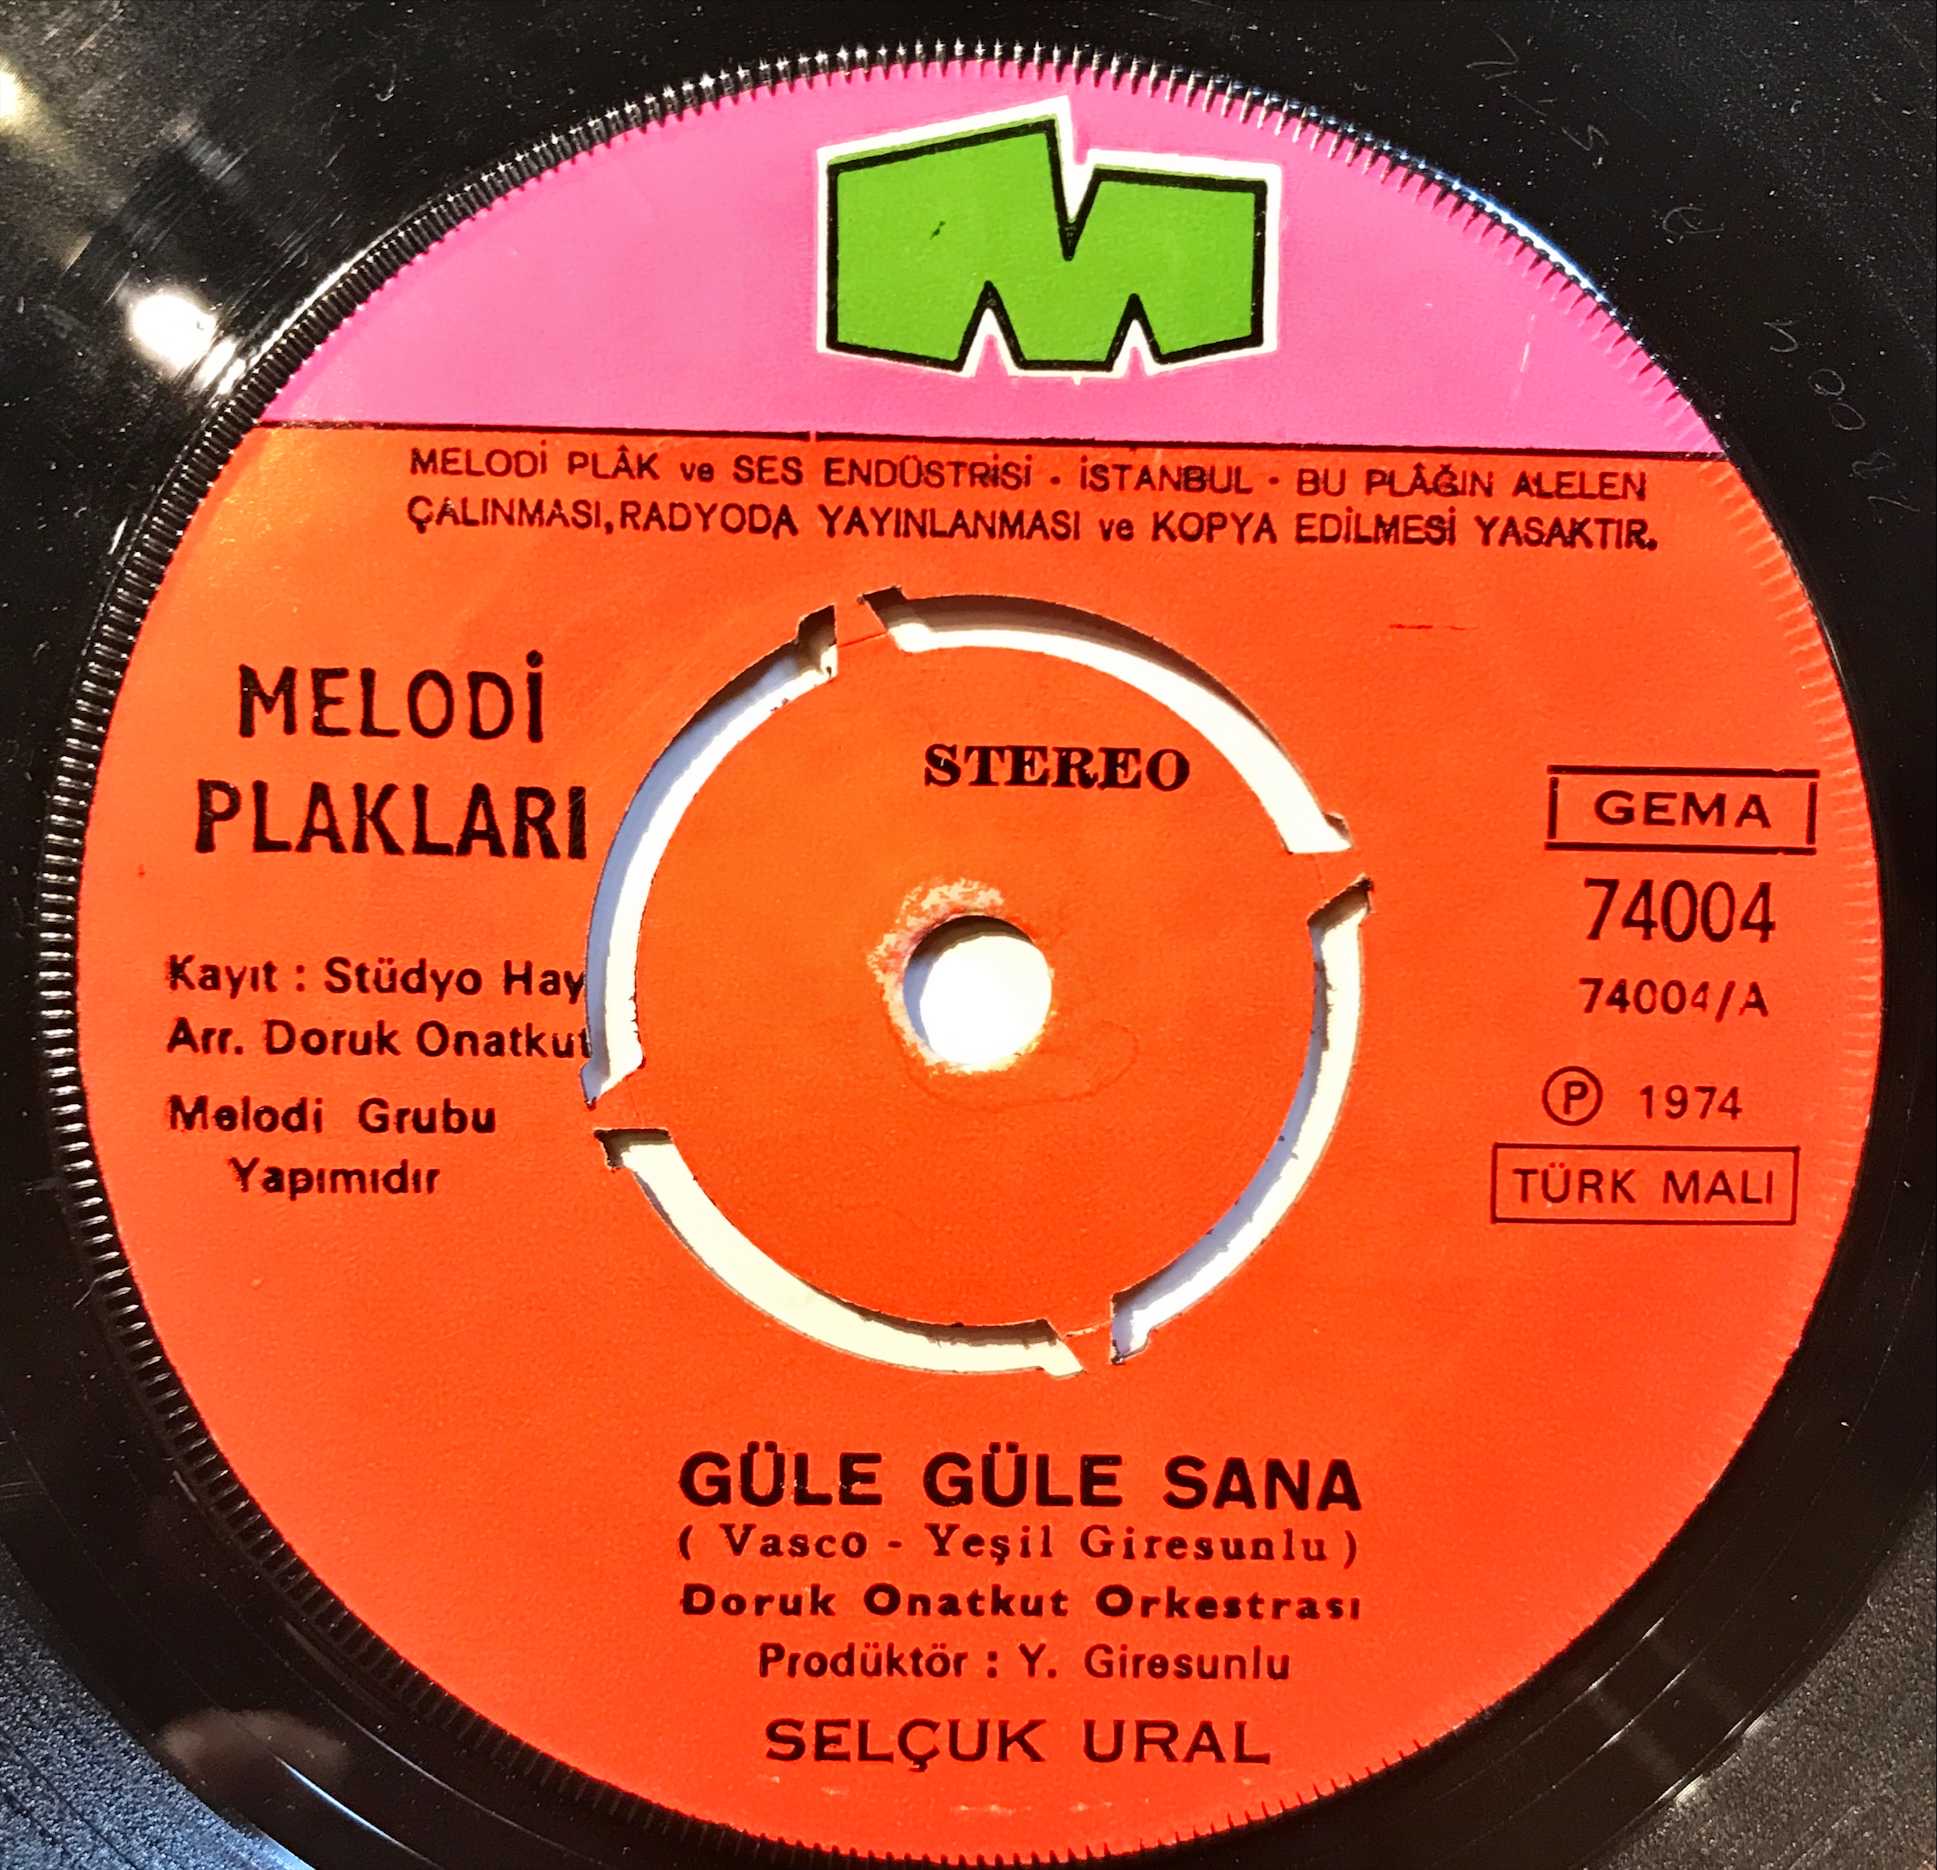 MELODİ PLÂK ve SES ENDÜSTRİSİ · İSTANBUL · BU PLÂĞIN ALELEN
ÇALINMASI, RADYODA YAYINLANMASI ve KOPYA EDİLMESİ YASAKTIR.
MELODİ
PLAKLARI
STEREO
GEMA
74004
74004/A
Ⓟ 1974
TÜRK MALI
Kayıt : Stüdyo Hay
Arr. Doruk Onatkut
Melodi Grubu
Yapımıdır
GÜLE GÜLE SANA
( Vasco - Yeşil Giresunlu )
Doruk Onatkut Orkestrası
Prodüktör : Y. Giresunlu
SELÇUK URAL